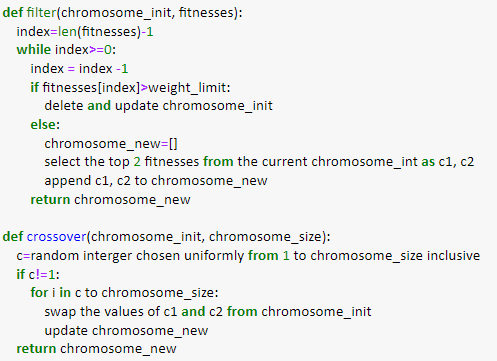 def filter(chromosome_init, fitnesses):
index=len(fitnesses)-1
while index>=0:
index = index -1
if fitnesses[index]>weight_limit:
delete and update chromosome_init
else:
chromosome_new=[]
select the top 2 fitnesses from the current chromosome_int as c1, c2
append c1, c2 to chromosome_new
return chromosome_new
def crossover(chromosome_init, chromosome_size):
c=random interger chosen uniformly from 1 to chromosome_size inclusive
if c!=1:
for i in c to chromosome_size:
swap the values of c1 and c2 from chromosome_init
update chromosome_new
return chromosome_new